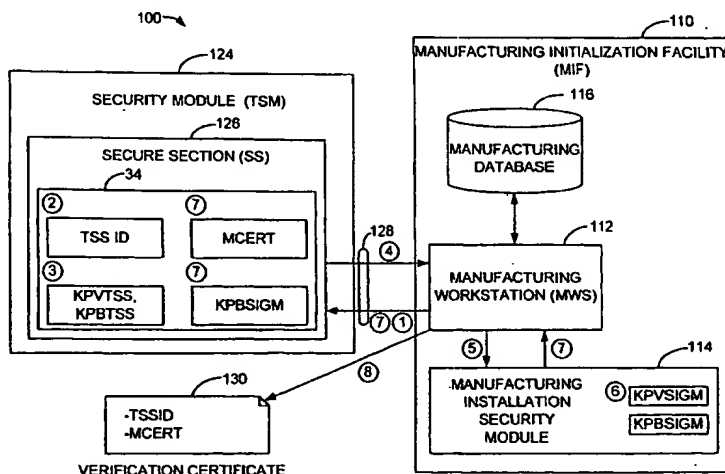 100
124
SECURITY MODULE (TSM)
126
SECURE SECTION (SS)
34
② ⑦
TSS ID
MCERT
③ ⑦
KPVTSS,
KPBTSS
KPBSIGM
128
④
⑦ ①
110
MANUFACTURING INITIALIZATION FACILITY
(MIF)
116
MANUFACTURING
DATABASE
112
MANUFACTURING
WORKSTATION (MWS)
⑤ ⑦
114
MANUFACTURING
INSTALLATION
SECURITY
MODULE
⑥ KPVSIGM
KPBSIGM
⑧
130
-TSSID
-MCERT
VERIFICATION CERTIFICATE